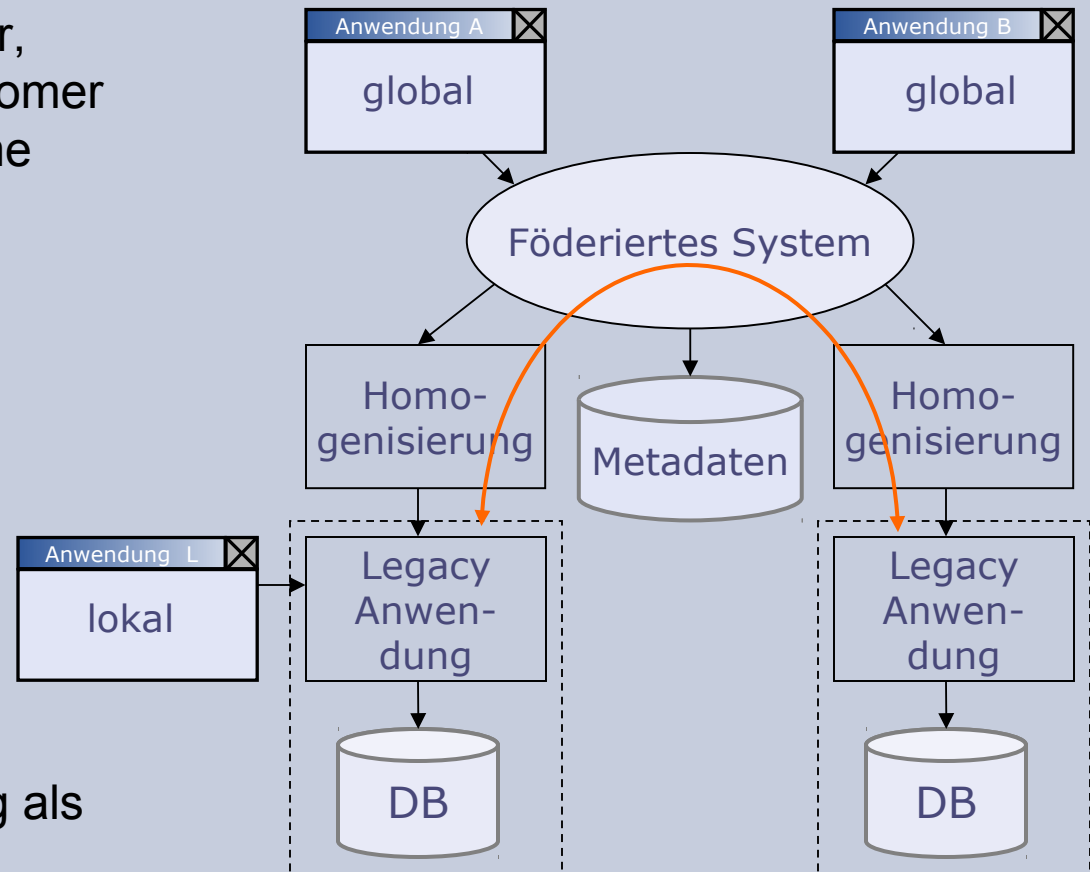 r,
omer
ne
Anwendung A
global
Anwendung B
global
Föderiertes System
Homo-
genisierung
Metadaten
Homo-
genisierung
Anwendung L
lokal
Legacy
Anwen-
dung
Legacy
Anwen-
dung
DB
DB
g als